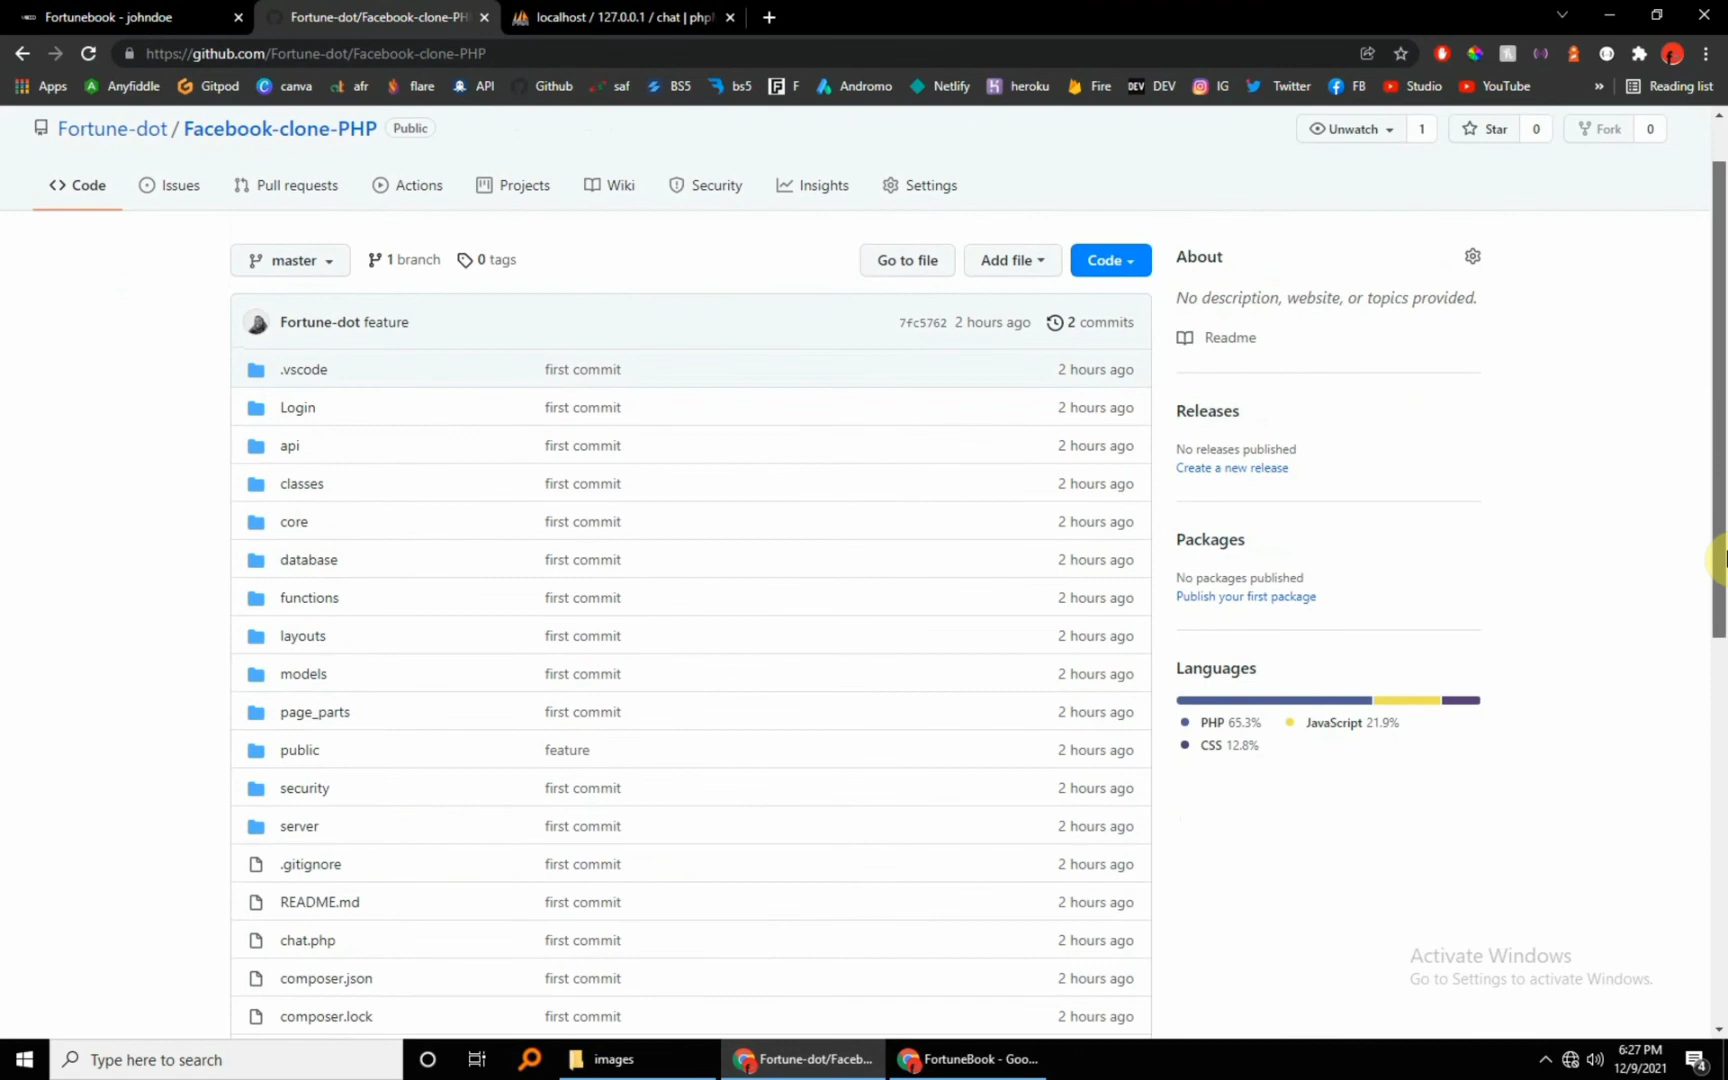 Fortunebook - johndoe
Fortune-dot/Facebook-clone-PH
localhost / 127.0.0.1 / chat | php
https://github.com/Fortune-dot/Facebook-clone-PHP
Apps Anyfiddle Gitpod canva afr flare API Github saf BS5 bs5 F Andromo Netlify heroku Fire DEV DEV IG Twitter FB Studio YouTube » Reading list
Fortune-dot / Facebook-clone-PHP Public
Unwatch 1 Star 0 Fork 0
<> Code Issues Pull requests Actions Projects Wiki Security Insights Settings
master 1 branch 0 tags Go to file Add file Code
Fortune-dot feature 7fc5762 2 hours ago 2 commits
.vscode first commit 2 hours ago
Login first commit 2 hours ago
api first commit 2 hours ago
classes first commit 2 hours ago
core first commit 2 hours ago
database first commit 2 hours ago
functions first commit 2 hours ago
layouts first commit 2 hours ago
models first commit 2 hours ago
page_parts first commit 2 hours ago
public feature 2 hours ago
security first commit 2 hours ago
server first commit 2 hours ago
.gitignore first commit 2 hours ago
README.md first commit 2 hours ago
chat.php first commit 2 hours ago
composer.json first commit 2 hours ago
composer.lock first commit 2 hours ago
About
No description, website, or topics provided.
Readme
Releases
No releases published
Create a new release
Packages
No packages published
Publish your first package
Languages
PHP 65.3% JavaScript 21.9%
CSS 12.8%
Activate Windows
Go to Settings to activate Windows.
Type here to search
images
Fortune-dot/Faceb...
FortuneBook - Goo...
6:27 PM
12/9/2021
4